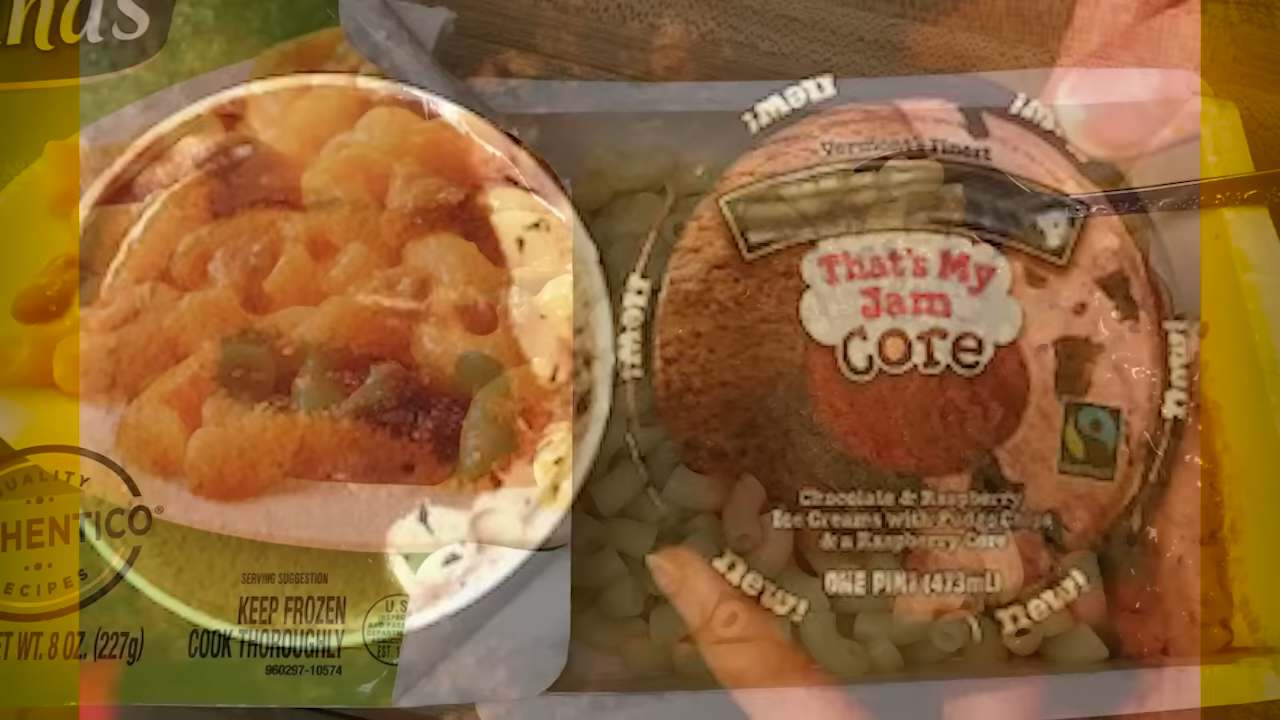 new!
Vermont's Finest
That's My
Jam
Core
new!
new!
Chocolate & Raspberry
Ice Creams with Fudge Chips
& a Raspberry Core
ONE PINT (473mL)
new!
new!
QUALITY
HENTICO®
RECIPES
SERVING SUGGESTION
KEEP FROZEN
COOK THOROUGHLY
960297-10574
ET WT. 8 OZ. (227g)
U.S.